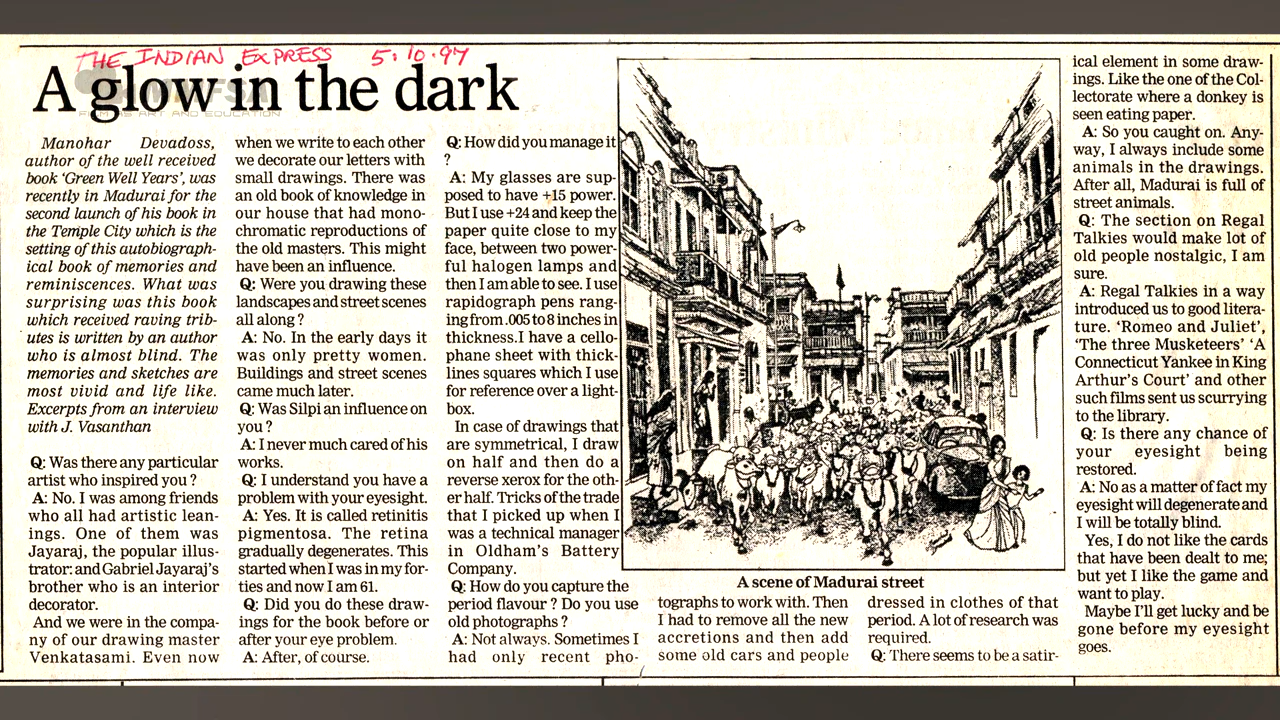 THE INDIAN EXPRESS 5.10.97
A glow in the dark
FILM AS ART AND EDUCATION
Manohar Devadoss,
author of the well received
book ‘Green Well Years’, was
recently in Madurai for the
second launch of his book in
the Temple City which is the
setting of this autobiograph-
ical book of memories and
reminiscences. What was
surprising was this book
which received raving trib-
utes is written by an author
who is almost blind. The
memories and sketches are
most vivid and life like.
Excerpts from an interview
with J. Vasanthan
Q: Was there any particular
artist who inspired you ?
A: No. I was among friends
who all had artistic lean-
ings. One of them was
Jayaraj, the popular illus-
trator: and Gabriel Jayaraj’s
brother who is an interior
decorator.
And we were in the compa-
ny of our drawing master
Venkatasami. Even now
when we write to each other
we decorate our letters with
small drawings. There was
an old book of knowledge in
our house that had mono-
chromatic reproductions of
the old masters. This might
have been an influence.
Q: Were you drawing these
landscapes and street scenes
all along ?
A: No. In the early days it
was only pretty women.
Buildings and street scenes
came much later.
Q: Was Silpi an influence on
you ?
A: I never much cared of his
works.
Q: I understand you have a
problem with your eyesight.
A: Yes. It is called retinitis
pigmentosa. The retina
gradually degenerates. This
started when I was in my for-
ties and now I am 61.
Q: Did you do these draw-
ings for the book before or
after your eye problem.
A: After, of course.
Q: How did you manage it
?
A: My glasses are sup-
posed to have +15 power.
But I use +24 and keep the
paper quite close to my
face, between two power-
ful halogen lamps and
then I am able to see. I use
rapidograph pens rang-
ing from .005 to 8 inches in
thickness.I have a cello-
phane sheet with thick-
lines squares which I use
for reference over a light-
box.
In case of drawings that
are symmetrical, I draw
on half and then do a
reverse xerox for the oth-
er half. Tricks of the trade
that I picked up when I
was a technical manager
in Oldham’s Battery
Company.
Q: How do you capture the
period flavour ? Do you use
old photographs ?
A: Not always. Sometimes I
had only recent pho-
A scene of Madurai street
tographs to work with. Then
I had to remove all the new
accretions and then add
some old cars and people
dressed in clothes of that
period. A lot of research was
required.
Q: There seems to be a satir-
ical element in some draw-
ings. Like the one of the Col-
lectorate where a donkey is
seen eating paper.
A: So you caught on. Any-
way, I always include some
animals in the drawings.
After all, Madurai is full of
street animals.
Q: The section on Regal
Talkies would make lot of
old people nostalgic, I am
sure.
A: Regal Talkies in a way
introduced us to good litera-
ture. ‘Romeo and Juliet’,
‘The three Musketeers’ ‘A
Connecticut Yankee in King
Arthur’s Court’ and other
such films sent us scurrying
to the library.
Q: Is there any chance of
your eyesight being
restored.
A: No as a matter of fact my
eyesight will degenerate and
I will be totally blind.
Yes, I do not like the cards
that have been dealt to me;
but yet I like the game and
want to play.
Maybe I’ll get lucky and be
gone before my eyesight
goes.